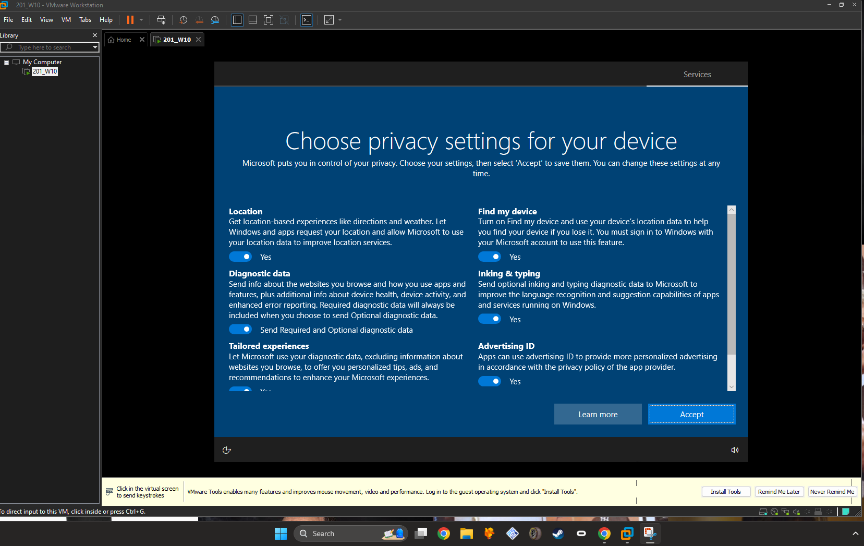 201_W10 - VMware Workstation
File Edit View VM Tabs Help
Library
Type here to search
My Computer
201_W10
Home
201_W10
Services
Choose privacy settings for your device
Microsoft puts you in control of your privacy. Choose your settings, then select 'Accept' to save them. You can change these settings at any
time.
Location
Get location-based experiences like directions and weather. Let
Windows and apps request your location and allow Microsoft to use
your location data to improve location services.
Yes
Diagnostic data
Send info about the websites you browse and how you use apps and
features, plus additional info about device health, device activity, and
enhanced error reporting. Required diagnostic data will always be
included when you choose to send Optional diagnostic data.
Send Required and Optional diagnostic data
Tailored experiences
Let Microsoft use your diagnostic data, excluding information about
websites you browse, to offer you personalized tips, ads, and
recommendations to enhance your Microsoft experiences.
Find my device
Turn on Find my device and use your device's location data to help
you find your device if you lose it. You must sign in to Windows with
your Microsoft account to use this feature.
Yes
Inking & typing
Send optional inking and typing diagnostic data to Microsoft to
improve the language recognition and suggestion capabilities of apps
and services running on Windows.
Yes
Advertising ID
Apps can use advertising ID to provide more personalized advertising
in accordance with the privacy policy of the app provider.
Yes
Learn more
Accept
Click in the virtual screen
to send keystrokes
VMware Tools enables many features and improves mouse movement, video and performance. Log in to the guest operating system and click "Install Tools".
Install Tools
Remind Me Later
Never Remind Me
o direct input to this VM, click inside or press Ctrl+G.
Search